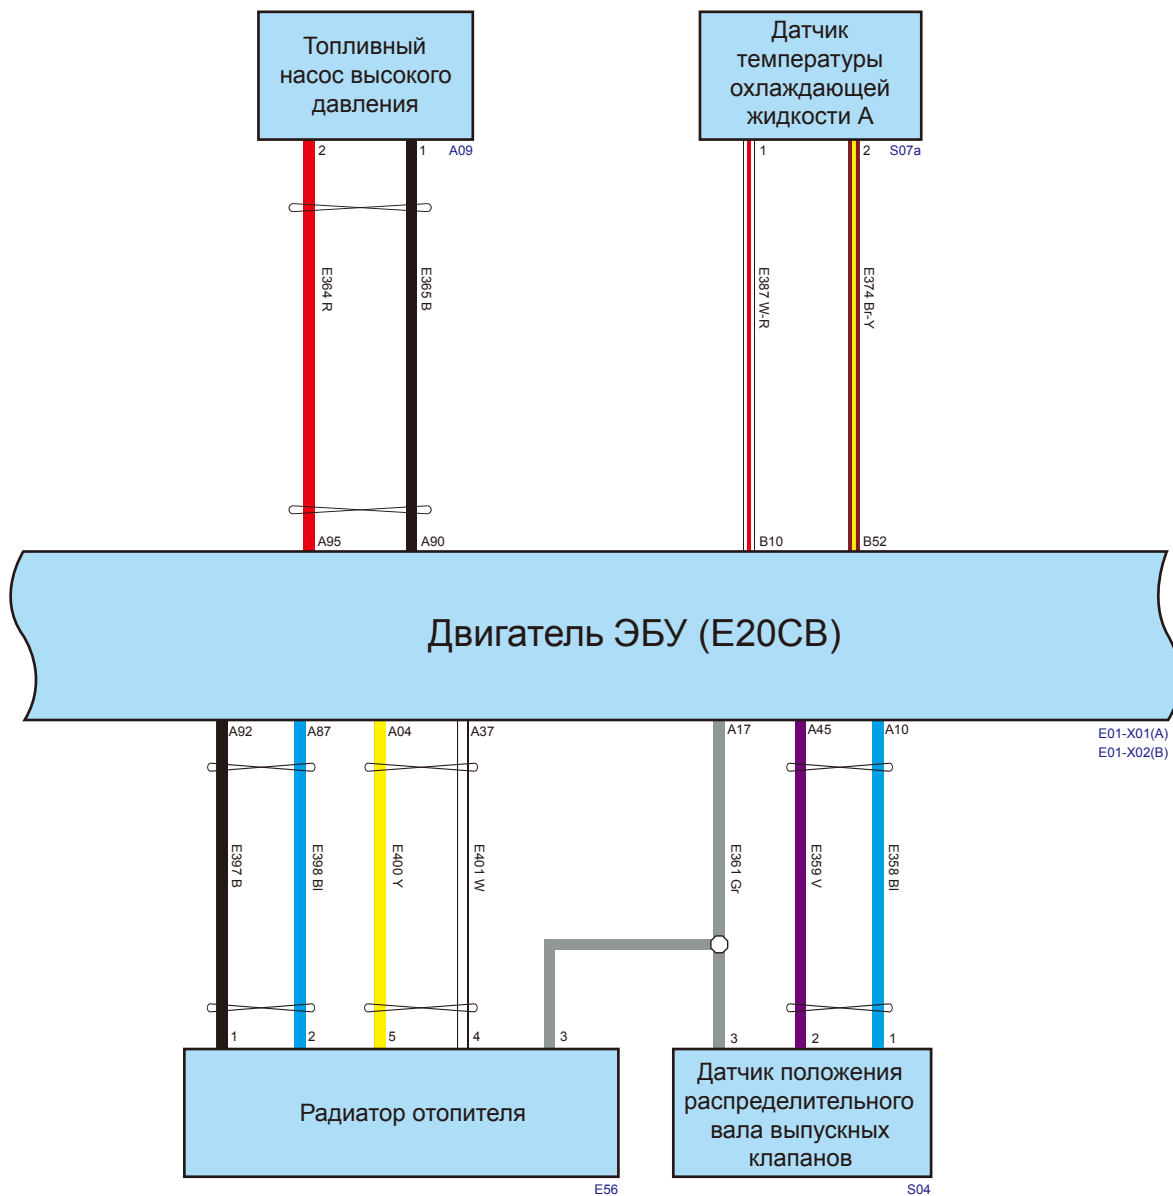 Топливный
насос высокого
давления
Датчик
температуры
охлаждающей
жидкости A
2
1
A09
1
2
S07a
E364 R
E365 B
E387 W-R
E374 Br-Y
A95
A90
B10
B52
Двигатель ЭБУ (E20CB)
A92
A87
A04
A37
A17
A45
A10
E01-X01(A)
E01-X02(B)
E397 B
E398 Bl
E400 Y
E401 W
E361 Gr
E359 V
E358 Bl
1
2
5
4
3
3
2
1
Радиатор отопителя
Датчик положения
распределительного
вала выпускных
клапанов
E56
S04